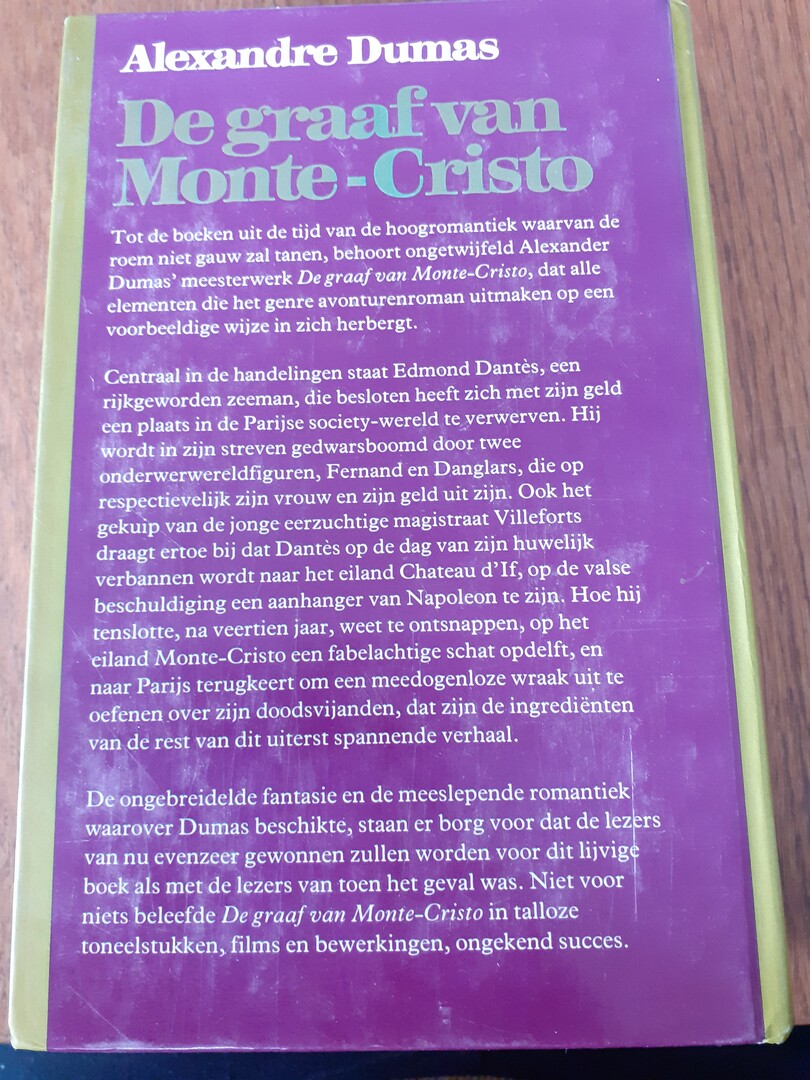 Alexandre Dumas
De graaf van
Monte-Cristo
Tot de boeken uit de tijd van de hoogromantiek waarvan de
roem niet gauw zal tanen, behoort ongetwijfeld Alexander
Dumas' meesterwerk De graaf van Monte-Cristo, dat alle
elementen die het genre avonturenroman uitmaken op een
voorbeeldige wijze in zich herbergt.
Centraal in de handelingen staat Edmond Dantès, een
rijkgeworden zeeman, die besloten heeft zich met zijn geld
een plaats in de Parijse society-wereld te verwerven. Hij
wordt in zijn streven gedwarsboomd door twee
onderwerwereldfiguren, Fernand en Danglars, die op
respectievelijk zijn vrouw en zijn geld uit zijn. Ook het
gekuip van de jonge eerzuchtige magistraat Villeforts
draagt ertoe bij dat Dantès op de dag van zijn huwelijk
verbannen wordt naar het eiland Chateau d'If, op de valse
beschuldiging een aanhanger van Napoleon te zijn. Hoe hij
tenslotte, na veertien jaar, weet te ontsnappen, op het
eiland Monte-Cristo een fabelachtige schat opdelft, en
naar Parijs terugkeert om een meedogenloze wraak uit te
oefenen over zijn doodsvijanden, dat zijn de ingrediënten
van de rest van dit uiterst spannende verhaal.
De ongebreidelde fantasie en de meeslepende romantiek
waarover Dumas beschikte, staan er borg voor dat de lezers
van nu evenzeer gewonnen zullen worden voor dit lijvige
boek als met de lezers van toen het geval was. Niet voor
niets beleefde De graaf van Monte-Cristo in talloze
toneelstukken, films en bewerkingen, ongekend succes.